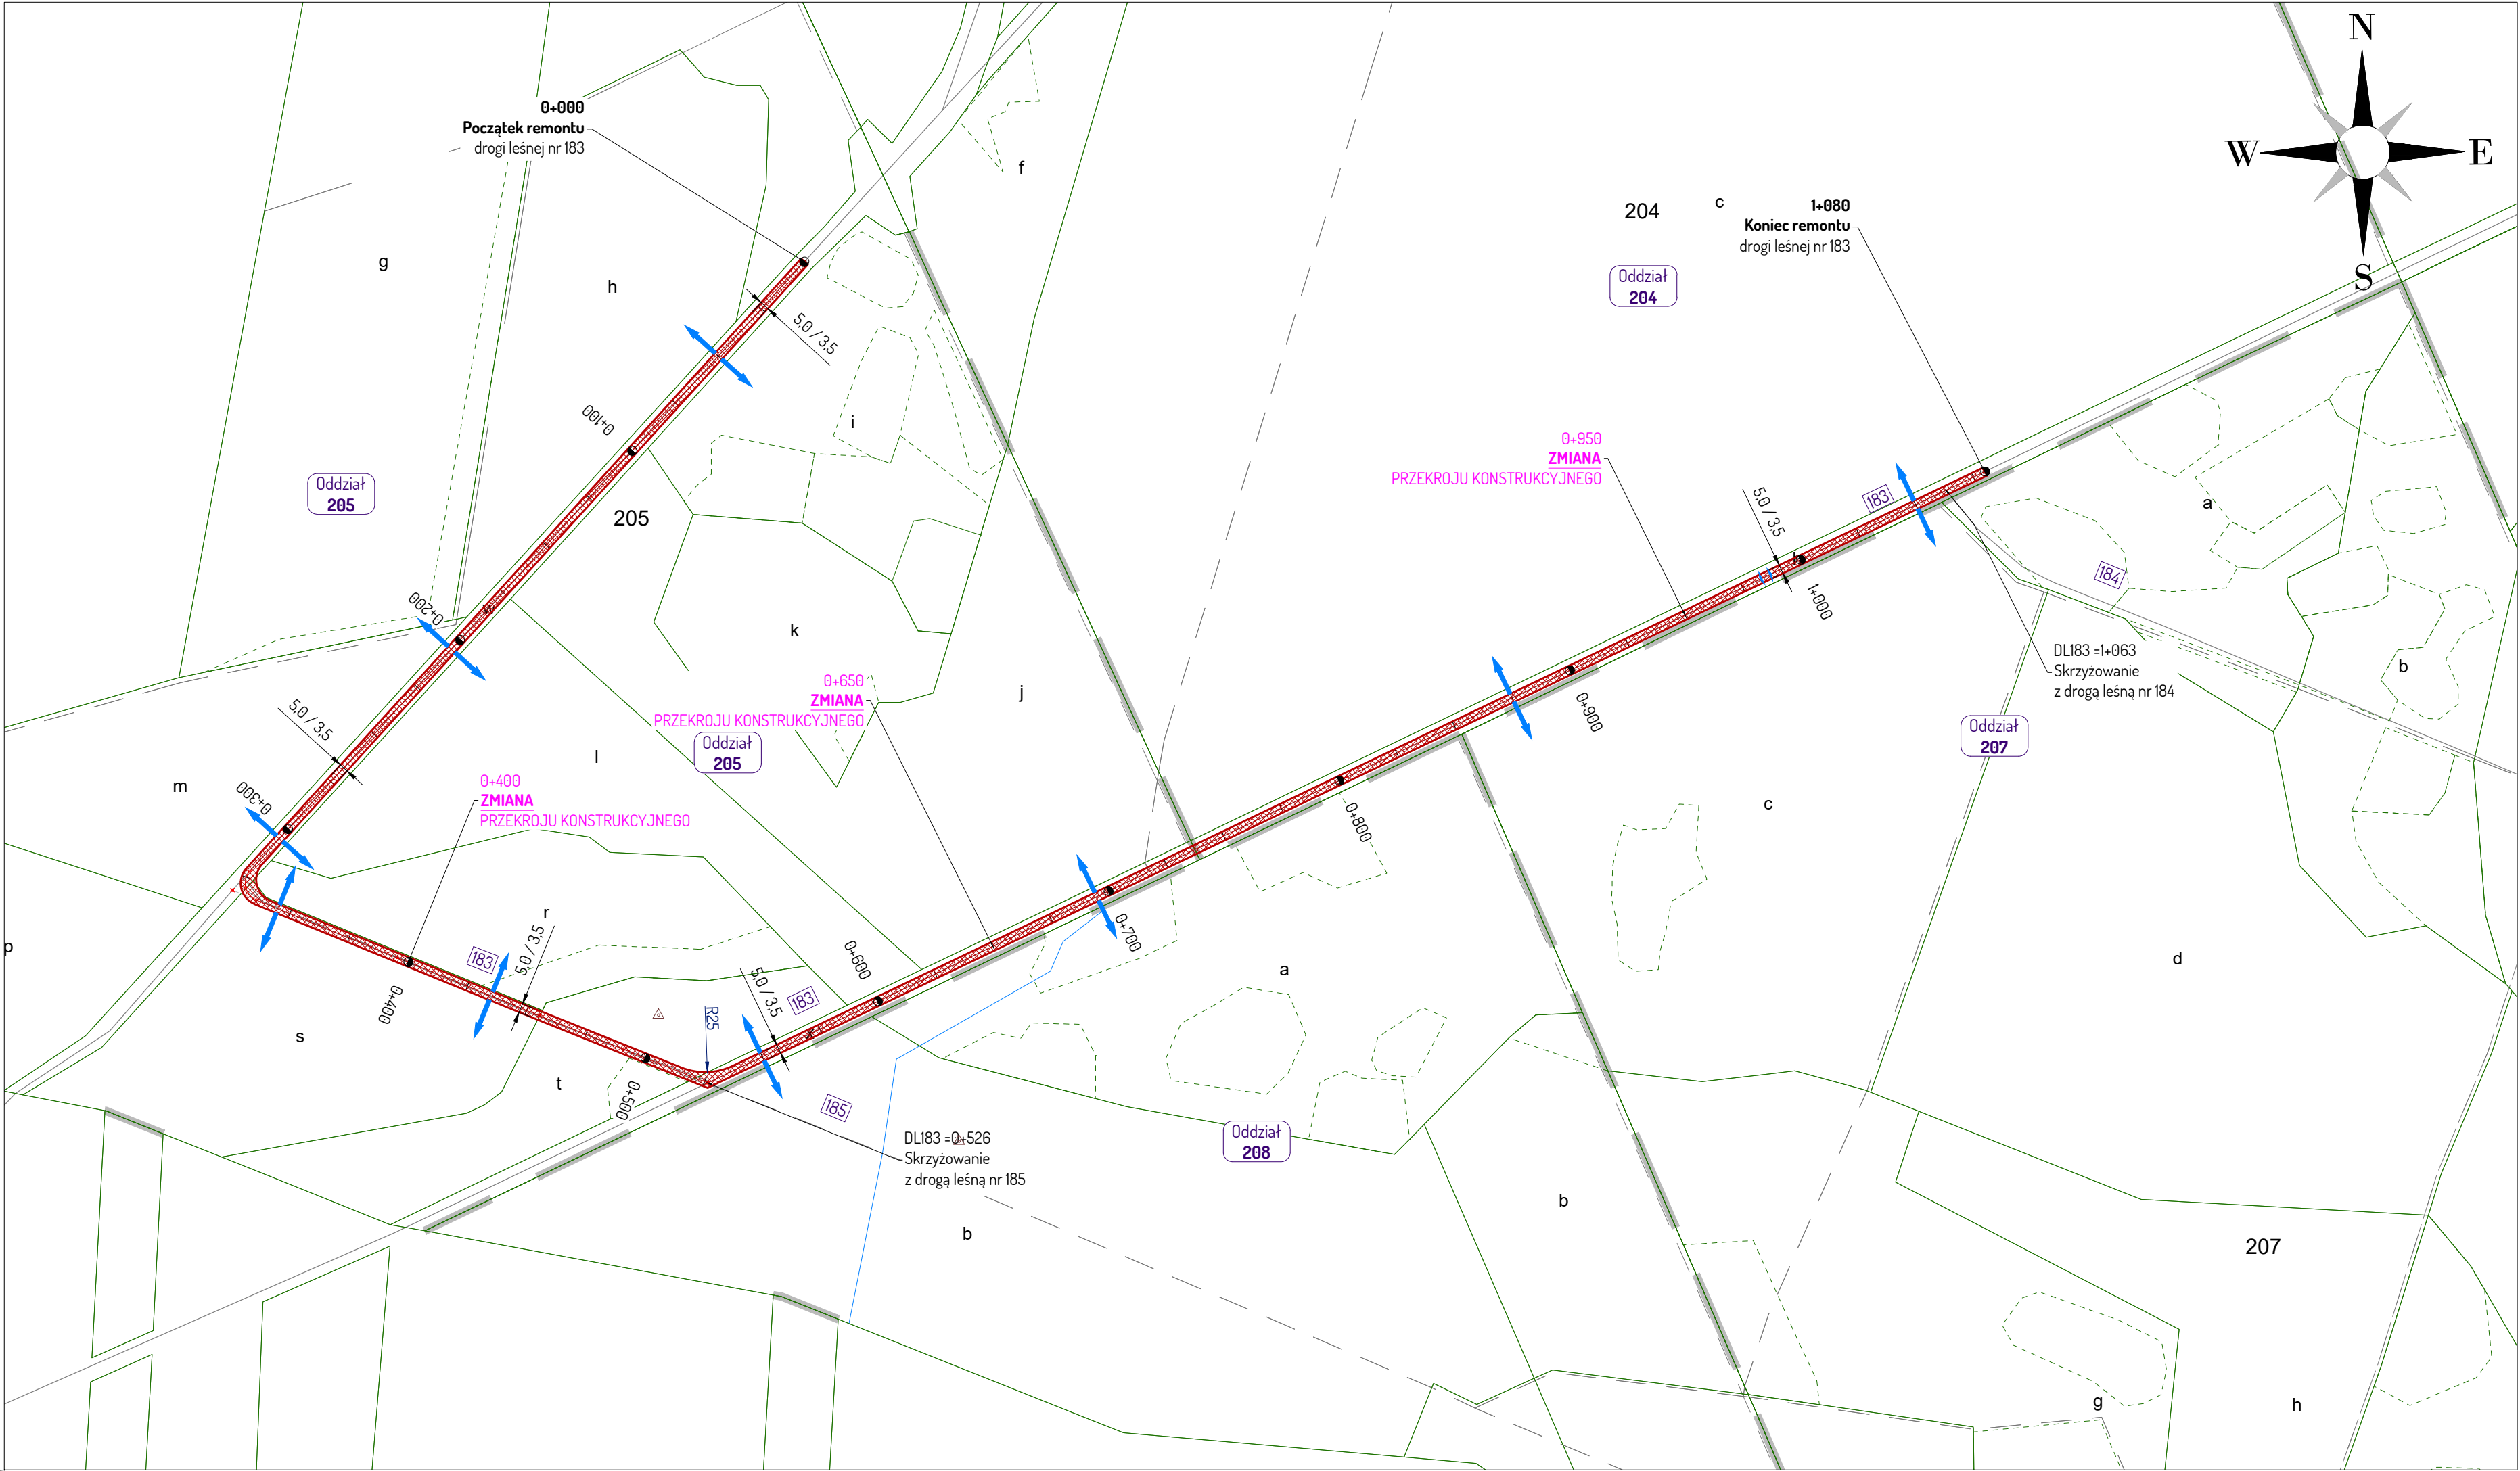 N
W
E
S
0+000
Początek remontu
drogi leśnej nr 183
f
204
c
1+080
Koniec remontu
drogi leśnej nr 183
g
h
Oddział
204
5,0 / 3,5
0+100
i
0+950
ZMIANA
PRZEKROJU KONSTRUKCYJNEGO
Oddział
205
205
5,0 / 3,5
183
a
k
1+000
184
0+200
w
k
0+650
ZMIANA
PRZEKROJU KONSTRUKCYJNEGO
j
DL183 =1+063
Skrzyżowanie
z drogą leśną nr 184
b
0+900
5,0 / 3,5
l
Oddział
205
Oddział
207
m
0+300
0+400
ZMIANA
PRZEKROJU KONSTRUKCYJNEGO
0+800
c
p
r
183
5,0 / 3,5
0+600
0+700
a
d
0+400
5,0 / 3,5
183
R25
s
x
t
0+500
185
DL183 =0+526
Skrzyżowanie
z drogą leśną nr 185
Oddział
208
b
b
207
g
h